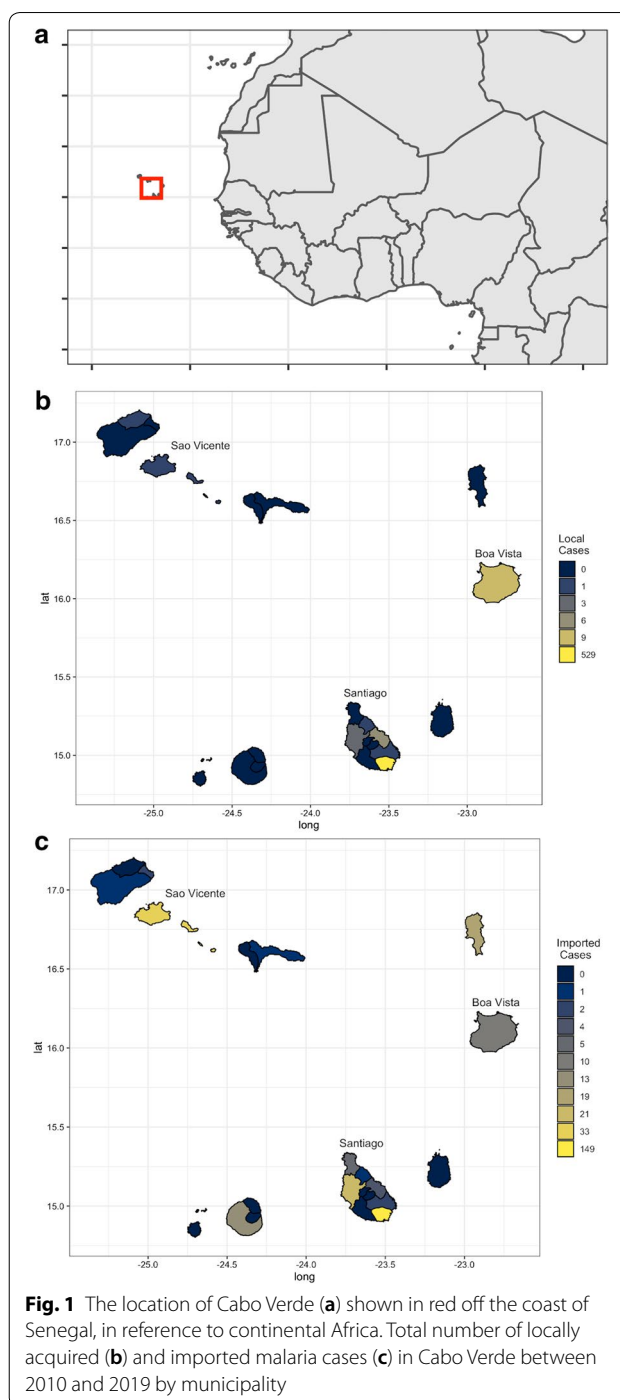 a
b
Sao Vicente
Boa Vista
Santiago
17.0
16.5
16.0
15.5
15.0
lat
-25.0
-24.5
-24.0
-23.5
-23.0
long
Local
Cases
0
1
3
6
9
529
c
Sao Vicente
Boa Vista
Santiago
17.0
16.5
16.0
15.5
15.0
lat
-25.0
-24.5
-24.0
-23.5
-23.0
long
Imported
Cases
0
1
2
4
5
10
13
19
21
33
149
Fig. 1 The location of Cabo Verde (a) shown in red off the coast of
Senegal, in reference to continental Africa. Total number of locally
acquired (b) and imported malaria cases (c) in Cabo Verde between
2010 and 2019 by municipality